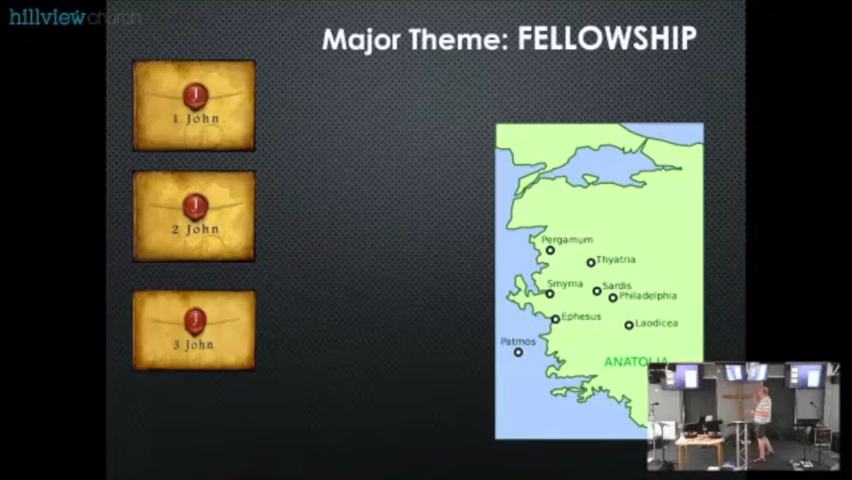 hillviewchurch
Major Theme: FELLOWSHIP
J
1 John
J
2 John
J
3 John
Pergamum
Thyatria
Smyrna
Sardis
Philadelphia
Ephesus
Laodicea
Patmos
ANATOLIA